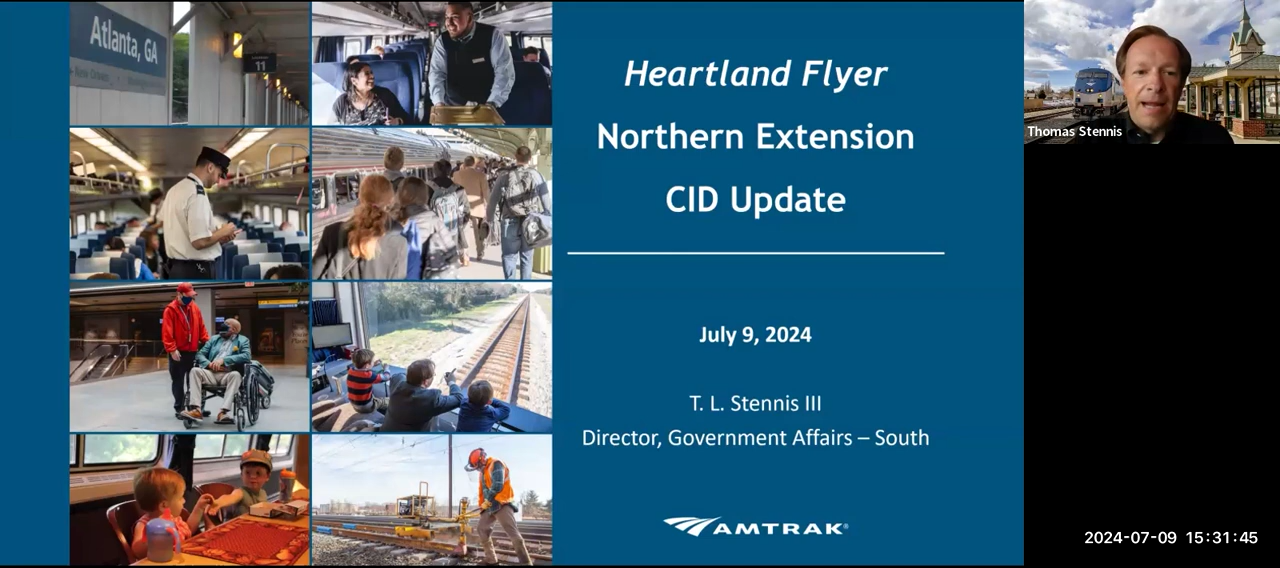 Atlanta, GA
11
Heartland Flyer
Northern Extension
CID Update
July 9, 2024
T. L. Stennis III
Director, Government Affairs – South
AMTRAK®
Thomas Stennis
2024-07-09 15:31:45